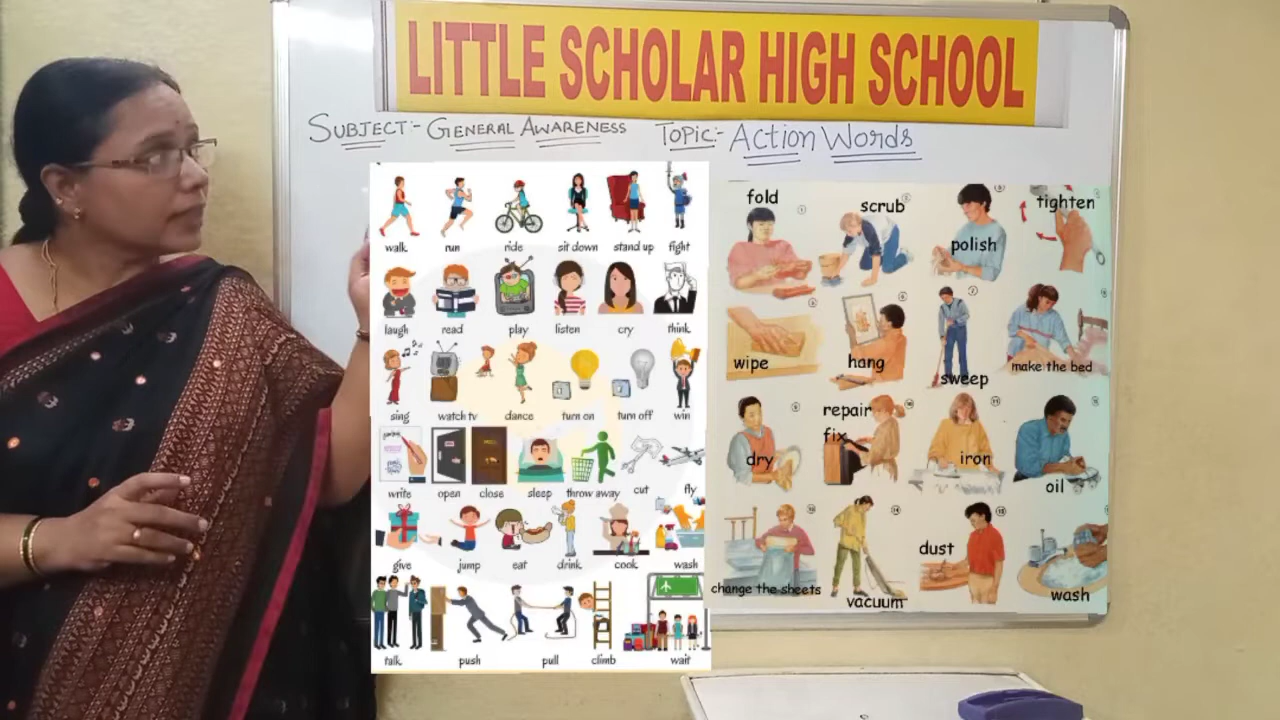 LITTLE SCHOLAR HIGH SCHOOL
SUBJECT:- GENERAL AWARENESS TOPIC:- ACTION WORDS
walk run ride sit down stand up fight
laugh read play listen cry think
sing watch tv dance turn on turn off win
write open close sleep throw away cut fly
give jump eat drink cook wash
talk push pull climb wait
fold scrub polish tighten
wipe hang sweep make the bed
dry repair fix iron oil
change the sheets vacuum dust wash